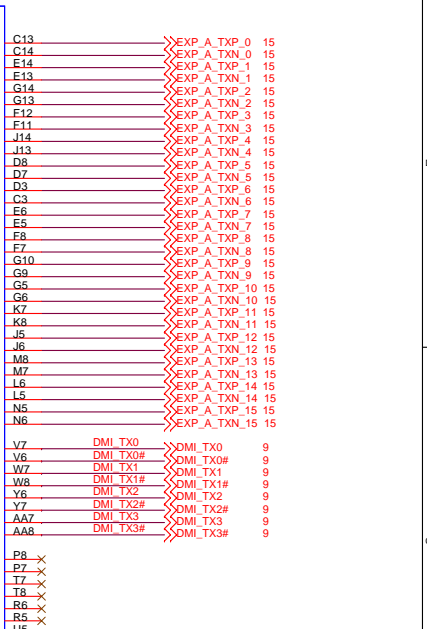 C13 EXP_A_TXP_0 15
C14 EXP_A_TXN_0 15
E14 EXP_A_TXP_1 15
E13 EXP_A_TXN_1 15
G14 EXP_A_TXP_2 15
G13 EXP_A_TXN_2 15
F12 EXP_A_TXP_3 15
F11 EXP_A_TXN_3 15
J14 EXP_A_TXP_4 15
J13 EXP_A_TXN_4 15
D8 EXP_A_TXP_5 15
D7 EXP_A_TXN_5 15
D3 EXP_A_TXP_6 15
C3 EXP_A_TXN_6 15
E6 EXP_A_TXP_7 15
E5 EXP_A_TXN_7 15
F8 EXP_A_TXP_8 15
F7 EXP_A_TXN_8 15
G10 EXP_A_TXP_9 15
G9 EXP_A_TXN_9 15
G5 EXP_A_TXP_10 15
G6 EXP_A_TXN_10 15
K7 EXP_A_TXP_11 15
K8 EXP_A_TXN_11 15
J5 EXP_A_TXP_12 15
J6 EXP_A_TXN_12 15
M8 EXP_A_TXP_13 15
M7 EXP_A_TXN_13 15
L6 EXP_A_TXP_14 15
L5 EXP_A_TXN_14 15
N5 EXP_A_TXP_15 15
N6 EXP_A_TXN_15 15
V7 DMI_TX0 DMI_TX0 9
V6 DMI_TX0# DMI_TX0# 9
W7 DMI_TX1 DMI_TX1 9
W8 DMI_TX1# DMI_TX1# 9
Y6 DMI_TX2 DMI_TX2 9
Y7 DMI_TX2# DMI_TX2# 9
AA7 DMI_TX3 DMI_TX3 9
AA8 DMI_TX3# DMI_TX3# 9
P8
P7
T7
T8
R6
R5